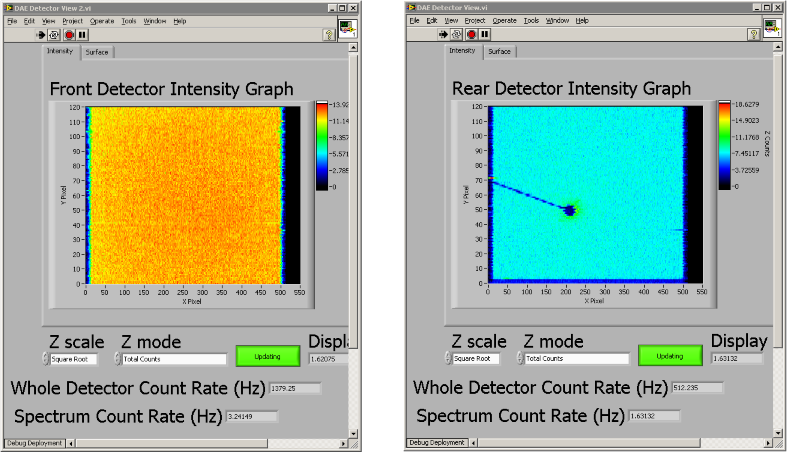 DAE Detector View 2.vi
File Edit View Project Operate Tools Window Help
Intensity Surface
Front Detector Intensity Graph
120
110
100
90
80
70
60
50
40
30
20
10
0
Y Pixel
0 50 100 150 200 250 300 350 400 450 500 550
X Pixel
-13.92
-11.14
-8.357
-5.571
-2.785
-0
Z scale Z mode Displa
Square Root Total Counts Updating 1.62075
Whole Detector Count Rate (Hz) 1379.25
Spectrum Count Rate (Hz) 3.24149
Debug Deployment
DAE Detector View.vi
File Edit View Project Operate Tools Window Help
Intensity Surface
Rear Detector Intensity Graph
120
110
100
90
80
70
60
50
40
30
20
10
0
Y Pixel
0 50 100 150 200 250 300 350 400 450 500 550
X Pixel
-18.6279
-14.9023
-11.1768
-7.45117
-3.72559
-0
Z Counts
Z scale Z mode Display
Square Root Total Counts Updating 1.63132
Whole Detector Count Rate (Hz) 512.235
Spectrum Count Rate (Hz) 1.63132
Debug Deployment